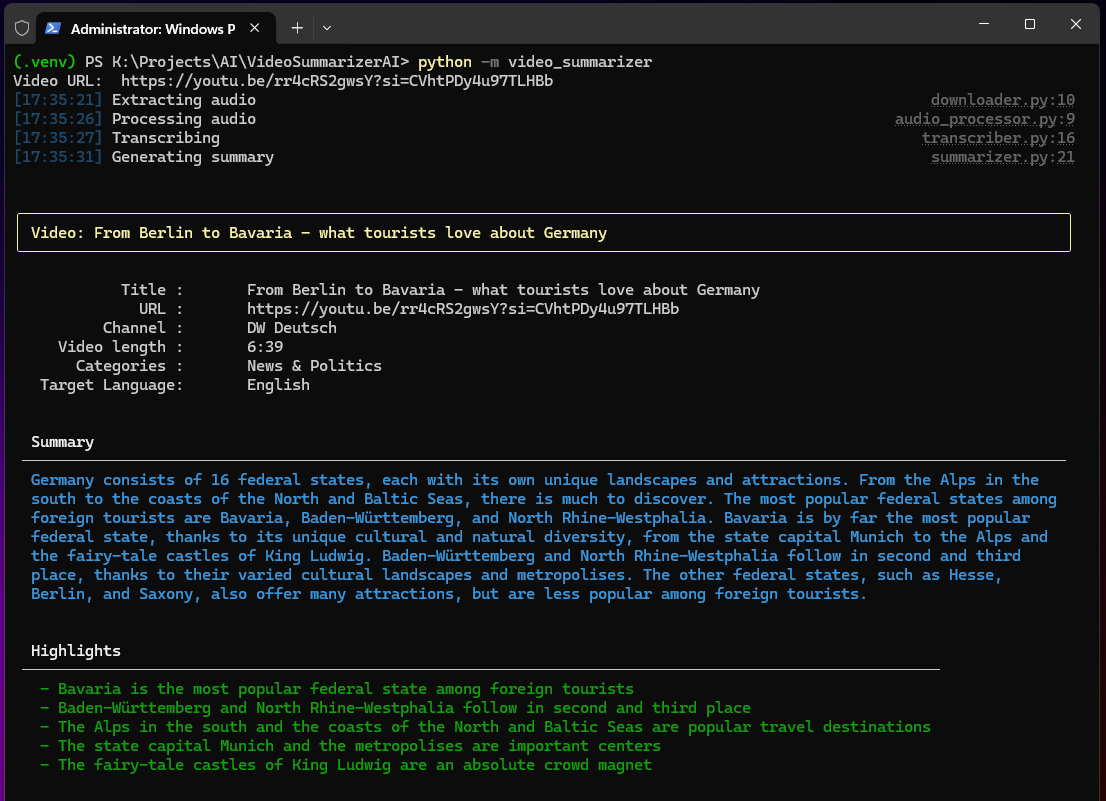 Administrator: Windows P
(.venv) PS K:\Projects\AI\VideoSummarizerAI> python -m video_summarizer
Video URL:  https://youtu.be/rr4cRS2gwsY?si=CVhtPDy4u97TLHBb
[17:35:21] Extracting audio downloader.py:10
[17:35:26] Processing audio audio_processor.py:9
[17:35:27] Transcribing transcriber.py:16
[17:35:31] Generating summary summarizer.py:21
Video: From Berlin to Bavaria – what tourists love about Germany
Title : From Berlin to Bavaria – what tourists love about Germany
URL : https://youtu.be/rr4cRS2gwsY?si=CVhtPDy4u97TLHBb
Channel : DW Deutsch
Video length : 6:39
Categories : News & Politics
Target Language: English
Summary
Germany consists of 16 federal states, each with its own unique landscapes and attractions. From the Alps in the
south to the coasts of the North and Baltic Seas, there is much to discover. The most popular federal states among
foreign tourists are Bavaria, Baden-Württemberg, and North Rhine-Westphalia. Bavaria is by far the most popular
federal state, thanks to its unique cultural and natural diversity, from the state capital Munich to the Alps and
the fairy-tale castles of King Ludwig. Baden-Württemberg and North Rhine-Westphalia follow in second and third
place, thanks to their varied cultural landscapes and metropolises. The other federal states, such as Hesse,
Berlin, and Saxony, also offer many attractions, but are less popular among foreign tourists.
Highlights
- Bavaria is the most popular federal state among foreign tourists
- Baden-Württemberg and North Rhine-Westphalia follow in second and third place
- The Alps in the south and the coasts of the North and Baltic Seas are popular travel destinations
- The state capital Munich and the metropolises are important centers
- The fairy-tale castles of King Ludwig are an absolute crowd magnet